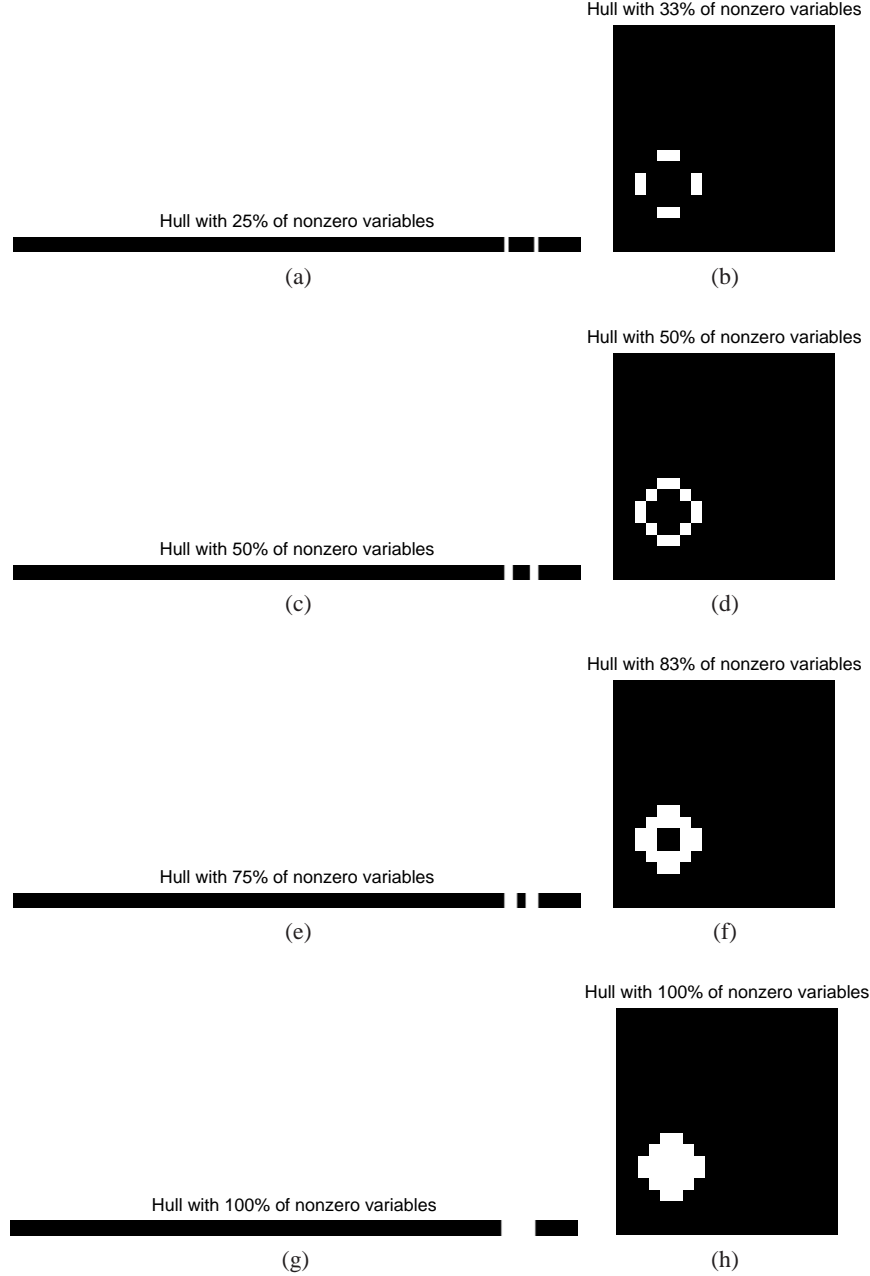 Hull with 33% of nonzero variables
Hull with 25% of nonzero variables
(a)
(b)
Hull with 50% of nonzero variables
Hull with 50% of nonzero variables
(c)
(d)
Hull with 83% of nonzero variables
Hull with 75% of nonzero variables
(e)
(f)
Hull with 100% of nonzero variables
Hull with 100% of nonzero variables
(g)
(h)